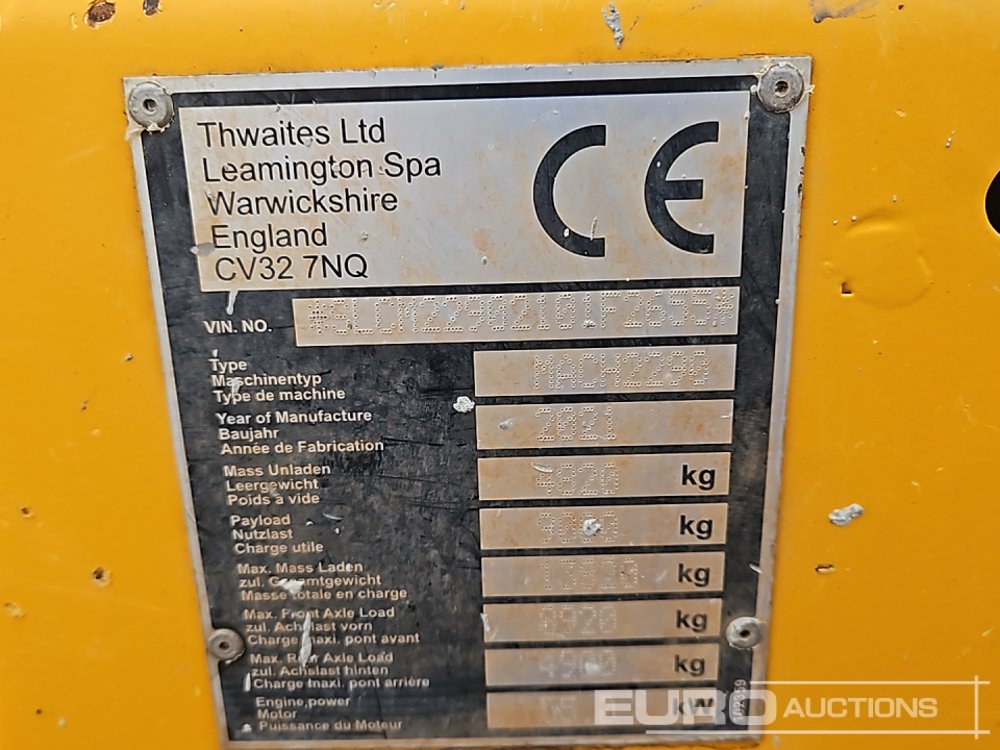 Thwaites Ltd
Leamington Spa
Warwickshire
England
CV32 7NQ
CE
VIN. NO.
Type
Maschinentyp
Type de machine
Year of Manufacture
Baujahr
Année de Fabrication
Mass Unladen
Leergewicht
Poids à vide
kg
Payload
Nutzlast
Charge utile
kg
Max. Mass Laden
zul. Gesamtgewicht
Masse totale en charge
kg
Max. Front Axle Load
zul. Achslast vorn
Charge maxi. pont avant
kg
Max. Rear Axle Load
zul. Achslast hinten
Charge maxi. pont arrière
4900 kg
Engine power
Motor
Puissance du Moteur
kW
EURO AUCTIONS